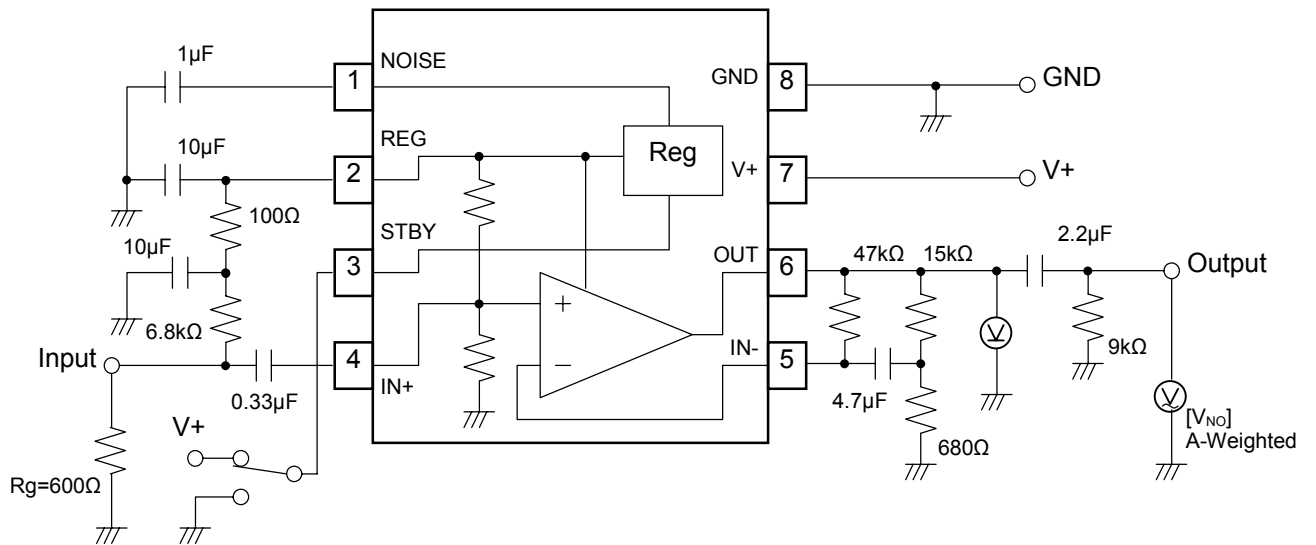 1µF
1
NOISE
GND
8
GND
10µF
2
REG
Reg
V+
7
V+
100Ω
10µF
3
STBY
OUT
6
47kΩ
15kΩ
2.2µF
Output
6.8kΩ
+
−
9kΩ
Input
4
IN+
IN-
5
0.33µF
4.7µF
680Ω
V
V
[VNO]
A-Weighted
V+
Rg=600Ω